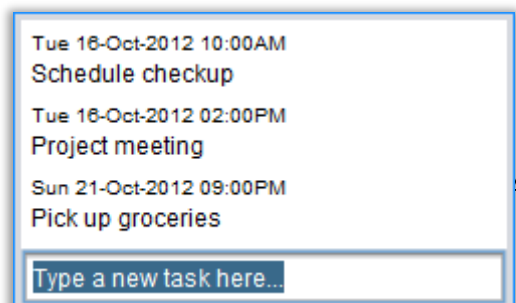 Tue 16-Oct-2012 10:00AM
Schedule checkup
Tue 16-Oct-2012 02:00PM
Project meeting
Sun 21-Oct-2012 09:00PM
Pick up groceries
Type a new task here...